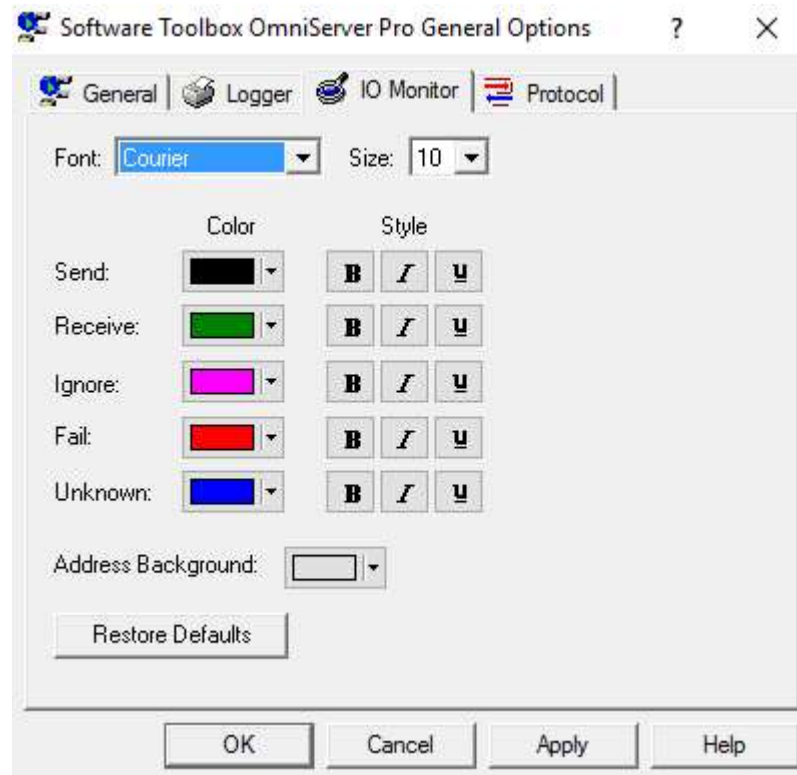 Software Toolbox OmniServer Pro General Options ? ×
General Logger IO Monitor Protocol
Font: Courier Size: 10
Color Style
Send: B I U
Receive: B I U
Ignore: B I U
Fail: B I U
Unknown: B I U
Address Background:
Restore Defaults
OK Cancel Apply Help